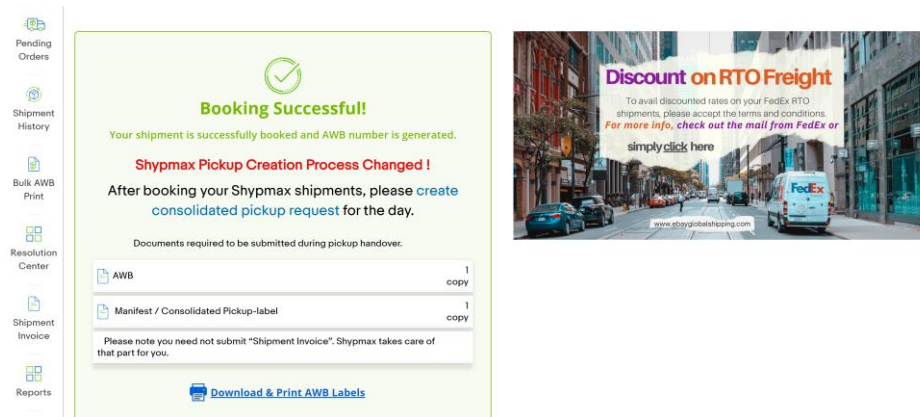 Pending
Orders
Shipment
History
Bulk AWB
Print
Resolution
Center
Shipment
Invoice
Reports
Booking Successful!
Your shipment is successfully booked and AWB number is generated.
Shypmax Pickup Creation Process Changed !
After booking your Shypmax shipments, please create
consolidated pickup request for the day.
Documents required to be submitted during pickup handover.
AWB
1
copy
Manifest / Consolidated Pickup-label
1
copy
Please note you need not submit “Shipment Invoice”. Shypmax takes care of
that part for you.
Download & Print AWB Labels
Discount on RTO Freight
To avail discounted rates on your FedEx RTO
shipments, please accept the terms and conditions.
For more info, check out the mail from FedEx or
simply click here
FedEx
www.ebayglobalshipping.com